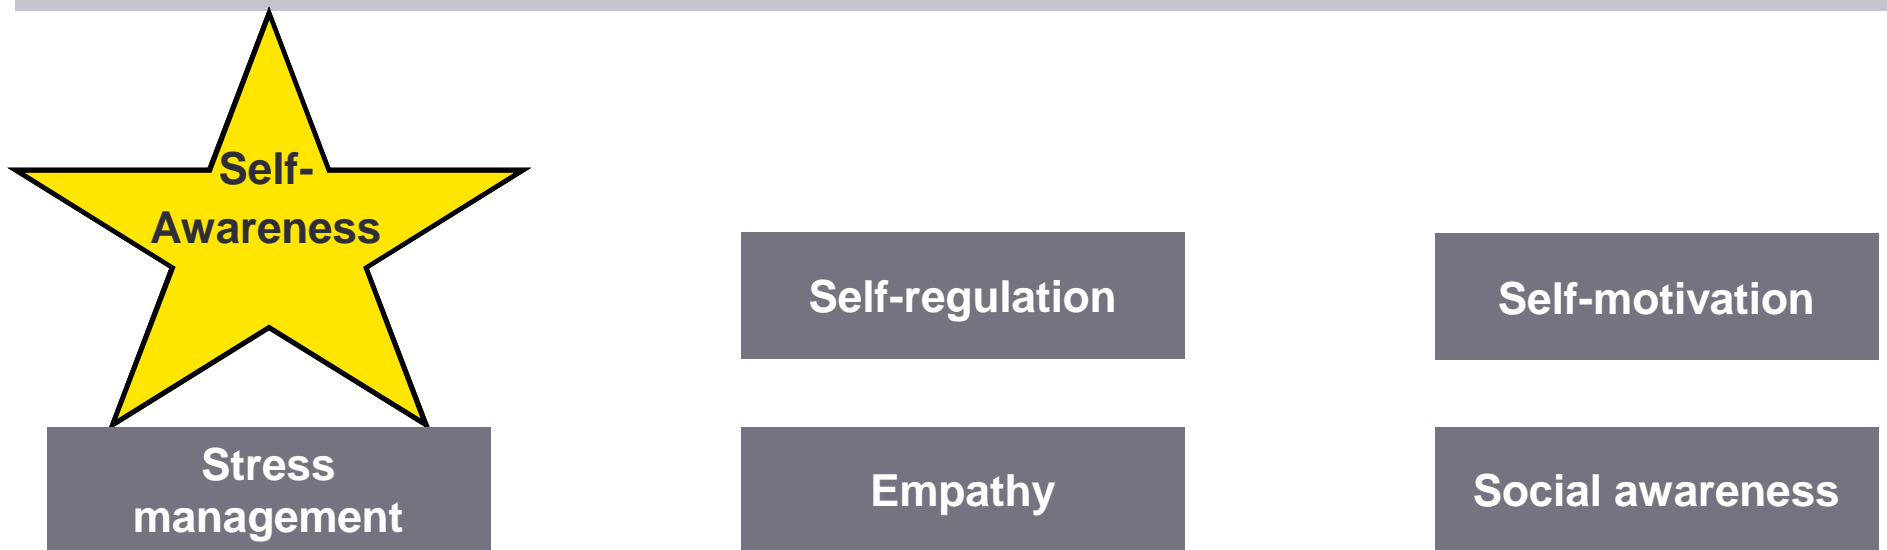 Self-
Awareness
Self-regulation
Self-motivation
Stress
management
Empathy
Social awareness